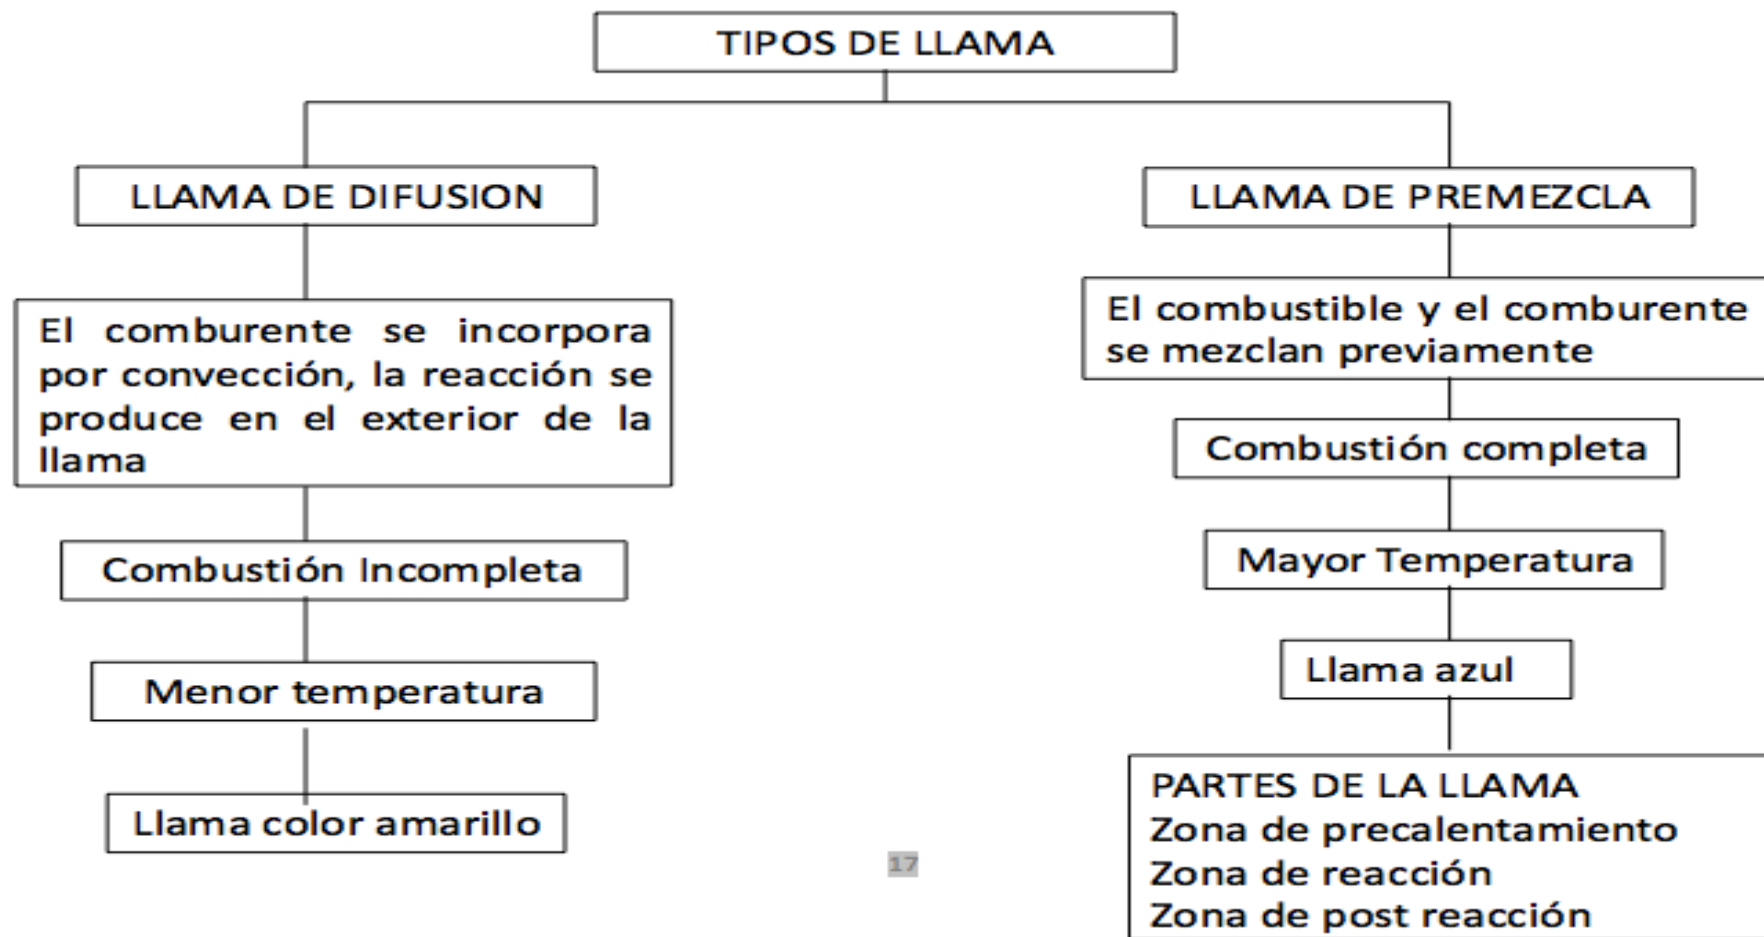 TIPOS DE LLAMA
LLAMA DE DIFUSION
El comburente se incorpora
por convección, la reacción se
produce en el exterior de la
llama
Combustión Incompleta
Menor temperatura
Llama color amarillo
LLAMA DE PREMEZCLA
El combustible y el comburente
se mezclan previamente
Combustión completa
Mayor Temperatura
Llama azul
PARTES DE LA LLAMA
Zona de precalentamiento
Zona de reacción
Zona de post reacción
17